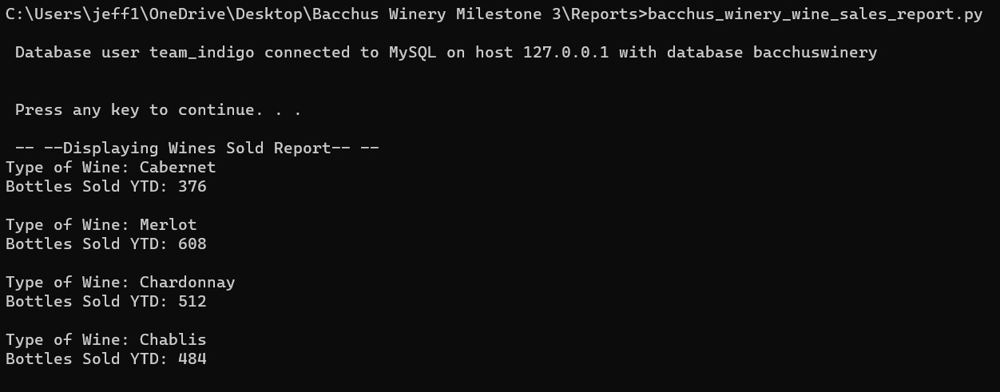 C:\Users\jeff1\OneDrive\Desktop\Bacchus Winery Milestone 3\Reports>bacchus_winery_wine_sales_report.py
Database user team_indigo connected to MySQL on host 127.0.0.1 with database bacchuswinery
Press any key to continue. . .
-- --Displaying Wines Sold Report-- --
Type of Wine: Cabernet
Bottles Sold YTD: 376
Type of Wine: Merlot
Bottles Sold YTD: 608
Type of Wine: Chardonnay
Bottles Sold YTD: 512
Type of Wine: Chablis
Bottles Sold YTD: 484